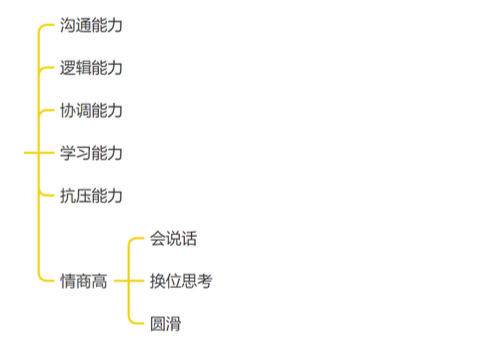 沟通能力
逻辑能力
协调能力
学习能力
抗压能力
会说话
情商高
换位思考
圆滑